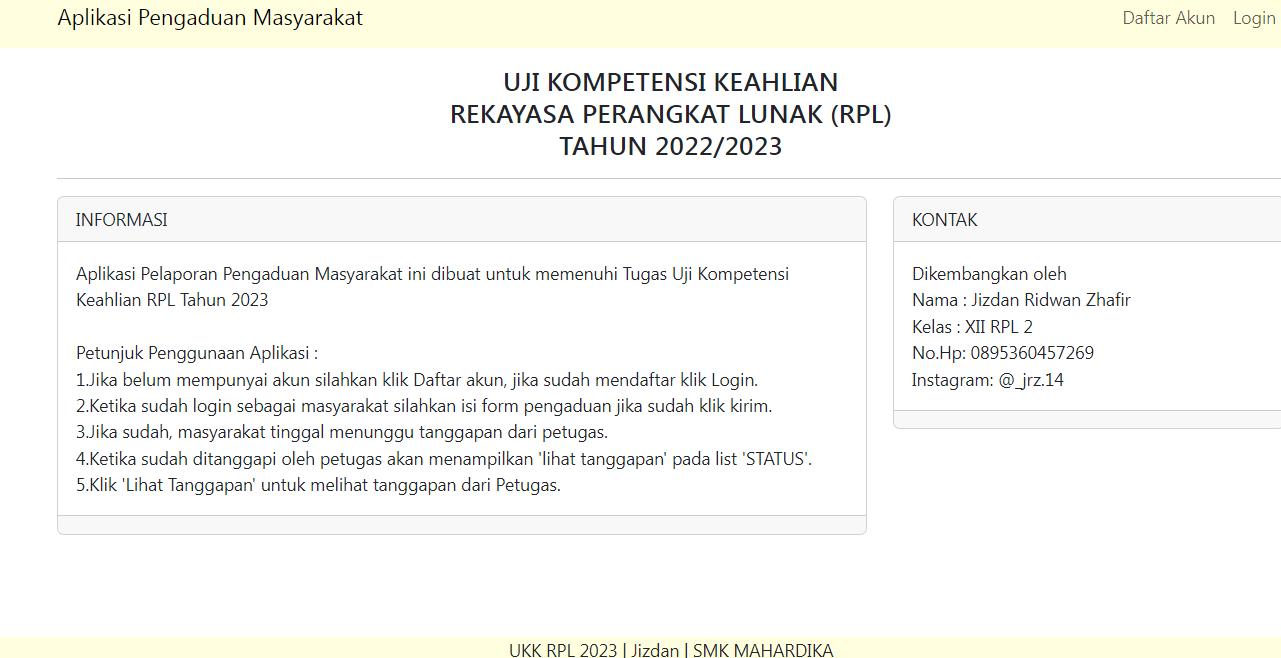 Aplikasi Pengaduan Masyarakat
Daftar Akun
Login
UJI KOMPETENSI KEAHLIAN
REKAYASA PERANGKAT LUNAK (RPL)
TAHUN 2022/2023
INFORMASI
Aplikasi Pelaporan Pengaduan Masyarakat ini dibuat untuk memenuhi Tugas Uji Kompetensi
Keahlian RPL Tahun 2023
Petunjuk Penggunaan Aplikasi :
1.Jika belum mempunyai akun silahkan klik Daftar akun, jika sudah mendaftar klik Login.
2.Ketika sudah login sebagai masyarakat silahkan isi form pengaduan jika sudah klik kirim.
3.Jika sudah, masyarakat tinggal menunggu tanggapan dari petugas.
4.Ketika sudah ditanggapi oleh petugas akan menampilkan 'lihat tanggapan' pada list 'STATUS'.
5.Klik 'Lihat Tanggapan' untuk melihat tanggapan dari Petugas.
KONTAK
Dikembangkan oleh
Nama : Jizdan Ridwan Zhafir
Kelas : XII RPL 2
No.Hp: 0895360457269
Instagram: @_jrz.14
UKK RPL 2023 | Jizdan | SMK MAHARDIKA